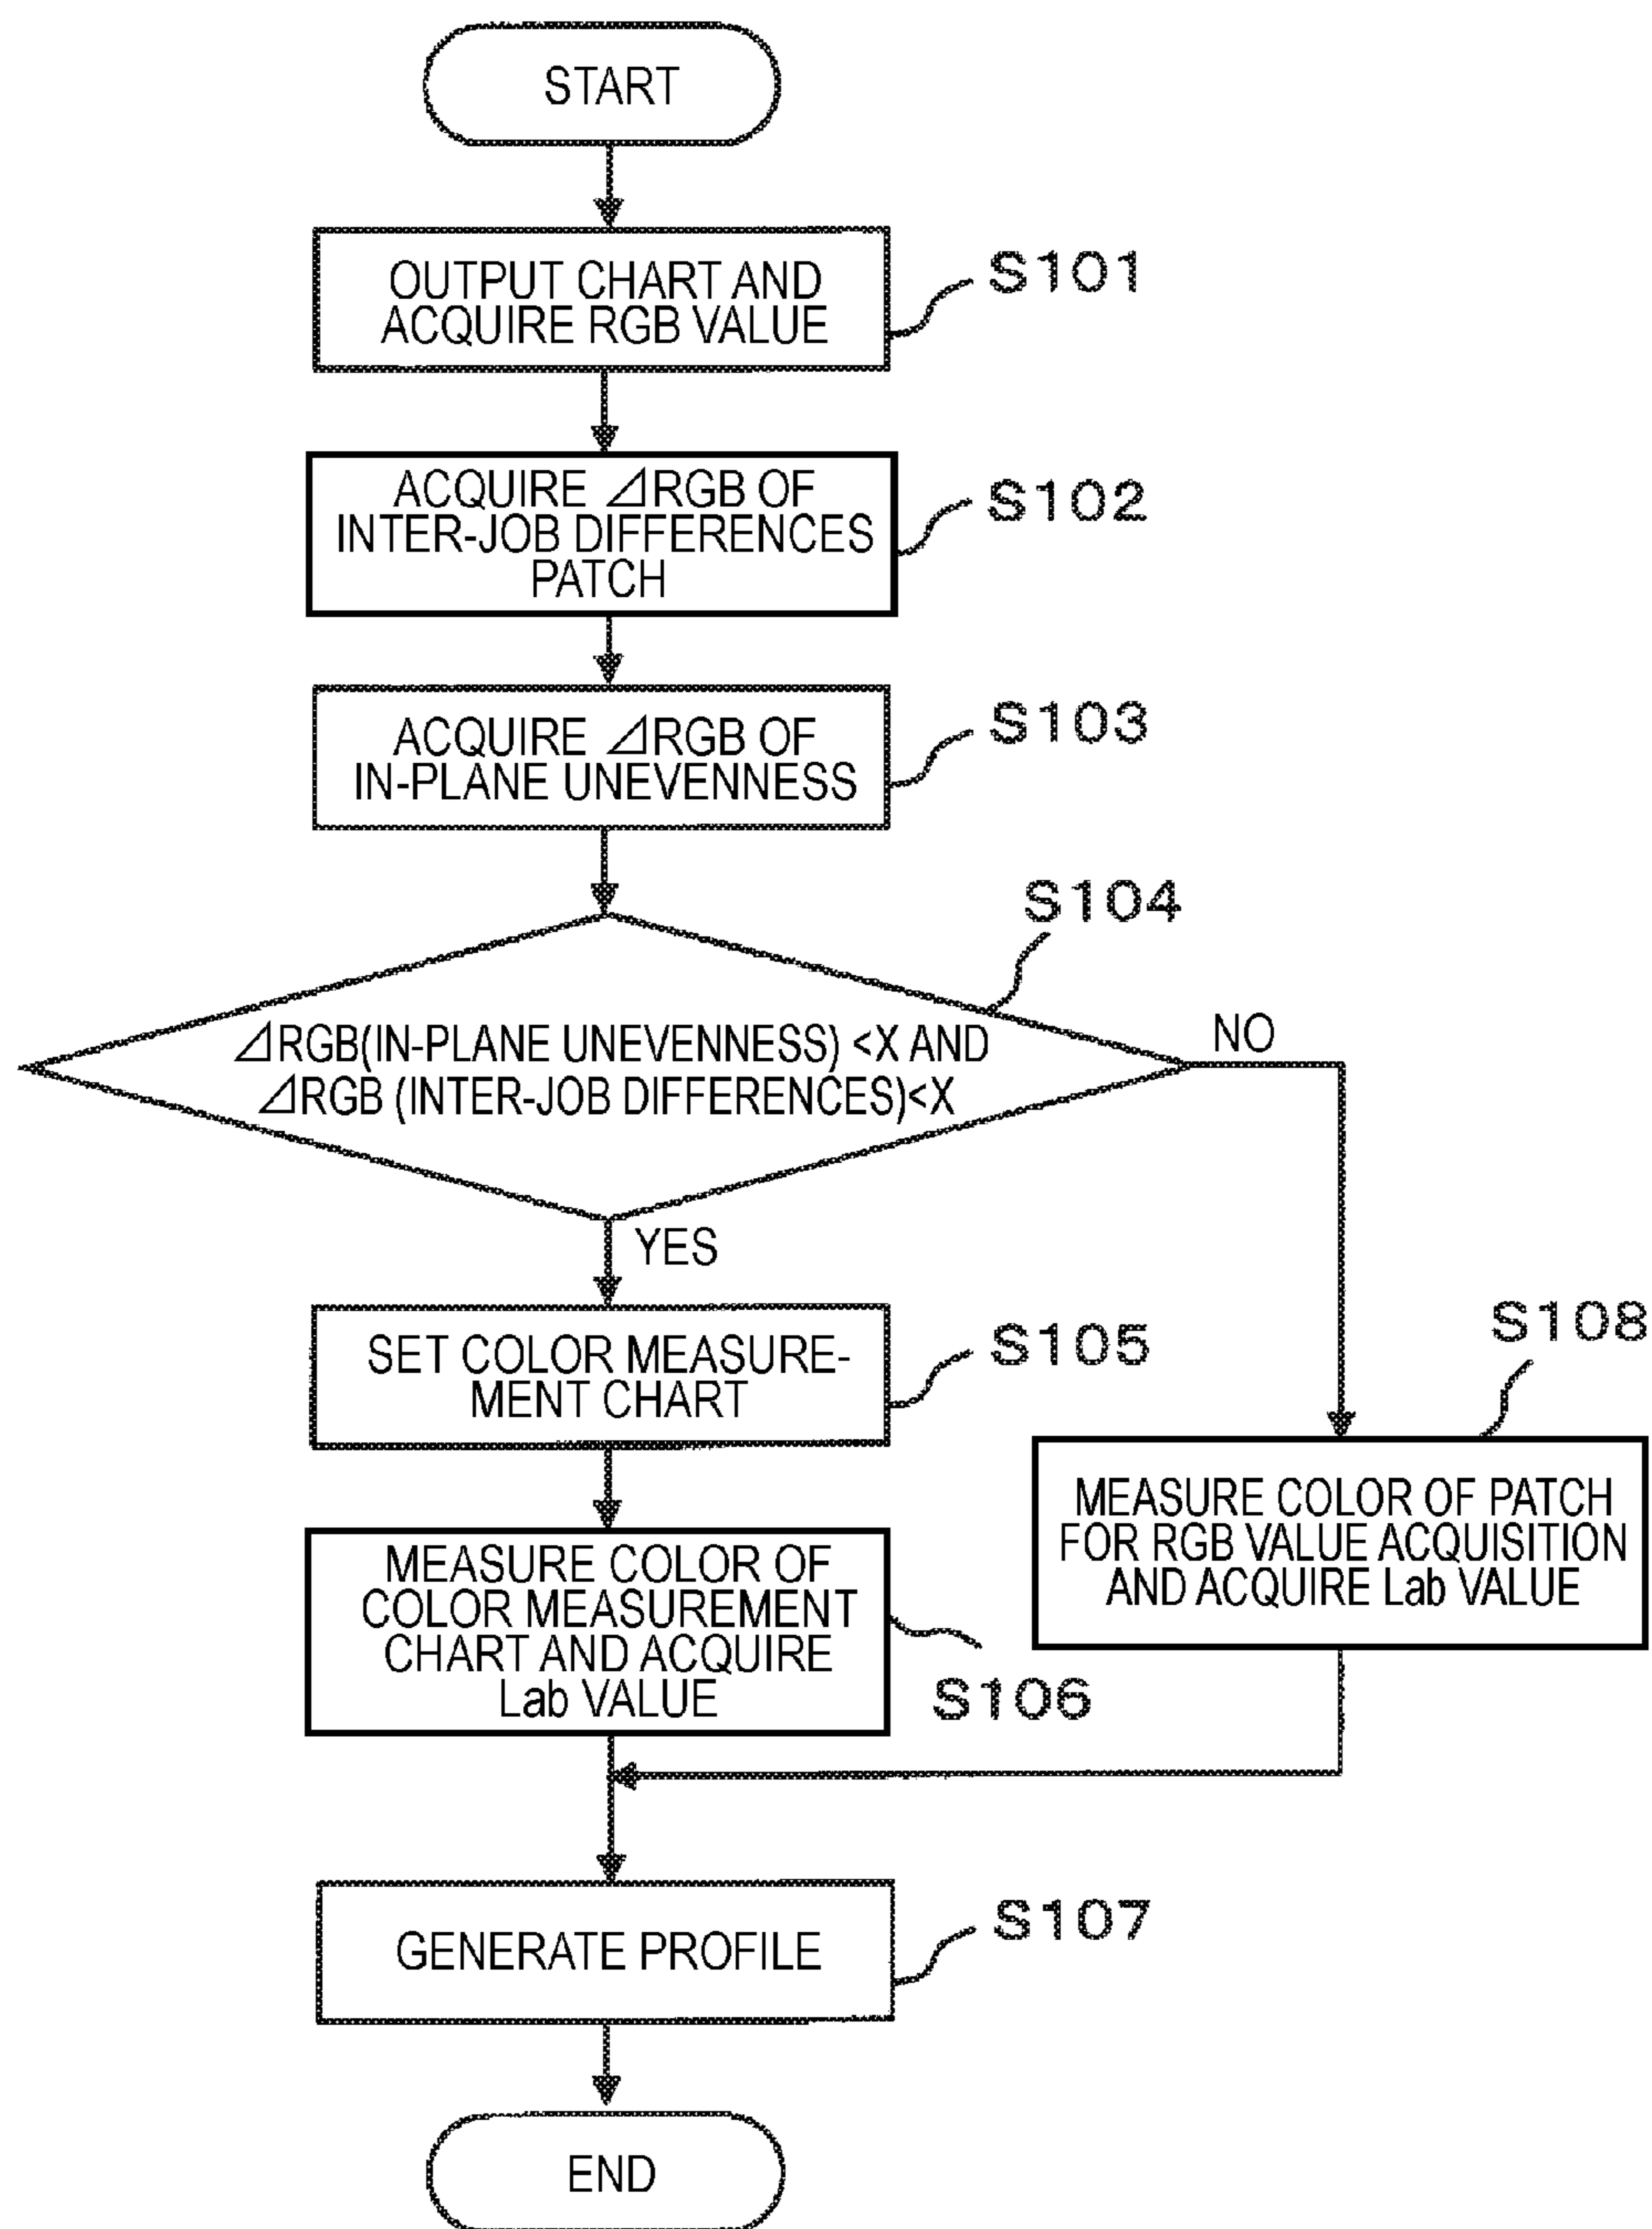 START
OUTPUT CHART AND
ACQUIRE RGB VALUE
S101
ACQUIRE ⊿RGB OF
INTER-JOB DIFFERENCES
PATCH
S102
ACQUIRE ⊿RGB OF
IN-PLANE UNEVENNESS
S103
S104
⊿RGB(IN-PLANE UNEVENNESS) <X AND
⊿RGB (INTER-JOB DIFFERENCES)<X
NO
YES
SET COLOR MEASURE-
MENT CHART
S105
S108
MEASURE COLOR OF PATCH
FOR RGB VALUE ACQUISITION
AND ACQUIRE Lab VALUE
MEASURE COLOR OF
COLOR MEASUREMENT
CHART AND ACQUIRE
Lab VALUE
S106
GENERATE PROFILE
S107
END